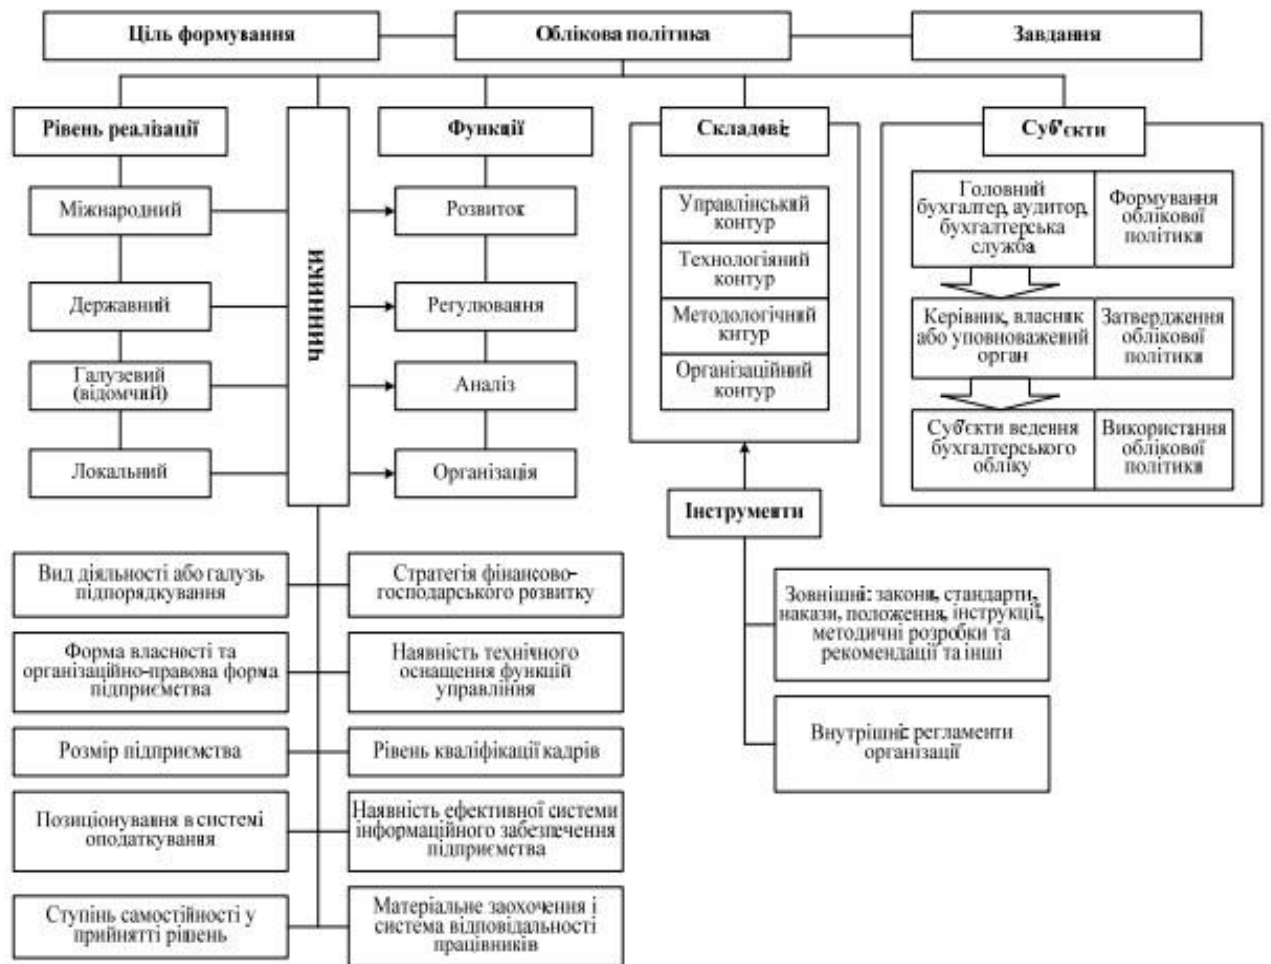 Ціль формування
Облікова політика
Завдання
Рівень реалізації
Функції
Складові:
Суб'єкти
Міжнародний
Державний
Галузевий
(відомчий)
Локальний
ЧИННИКИ
Розвиток
Регулювання
Аналіз
Організація
Управлінський
контур
Технологіяний
контур
Методологічний
кнтур
Організаційний
контур
Головний
бухгалтер, аудитор,
бухгалтерська
служба
Формування
облікової
політики
Керівник, власник
або уповноважений
орган
Затвердження
облікової
політики
Суб'єкти ведення
бухгалтерського
обліку
Використання
облікової
політики
Інструменти
Зовнішні: закони, стандарти,
накази, положення, інструкції,
методичні розробки та
рекомендації та інші
Внутрішні: регламенти
організації
Вид діяльності або галузь
підпорядкування
Стратегія фінансово-
господарського розвитку
Форма власності та
організаційно-правова форма
підприємства
Наявність технічного
оснащення функцій
управління
Розмір підприємства
Рівень кваліфікації кадрів
Позиціонування в системі
оподаткування
Наявність ефективної системи
інформаційного забезпечення
підприємства
Ступінь самостійності у
прийнятті рішень
Матеріальне заохочення і
система відповідальності
працівників